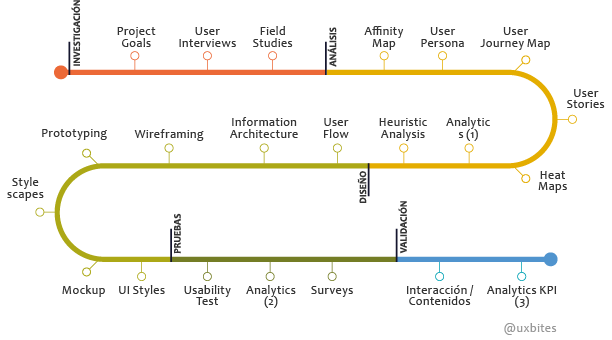 INVESTIGACIÓN
Project
Goals
User
Interviews
Field
Studies
ANÁLISIS
Affinity
Map
User
Persona
User
Journey Map
User
Stories
Heat
Maps
Analytic
s (1)
Heuristic
Analysis
DISEÑO
User
Flow
Information
Architecture
Wireframing
Prototyping
Style
scapes
Mockup
UI Styles
PRUEBAS
Usability
Test
Analytics
(2)
Surveys
VALIDACIÓN
Interacción /
Contenidos
Analytics KPI
(3)
@uxbites